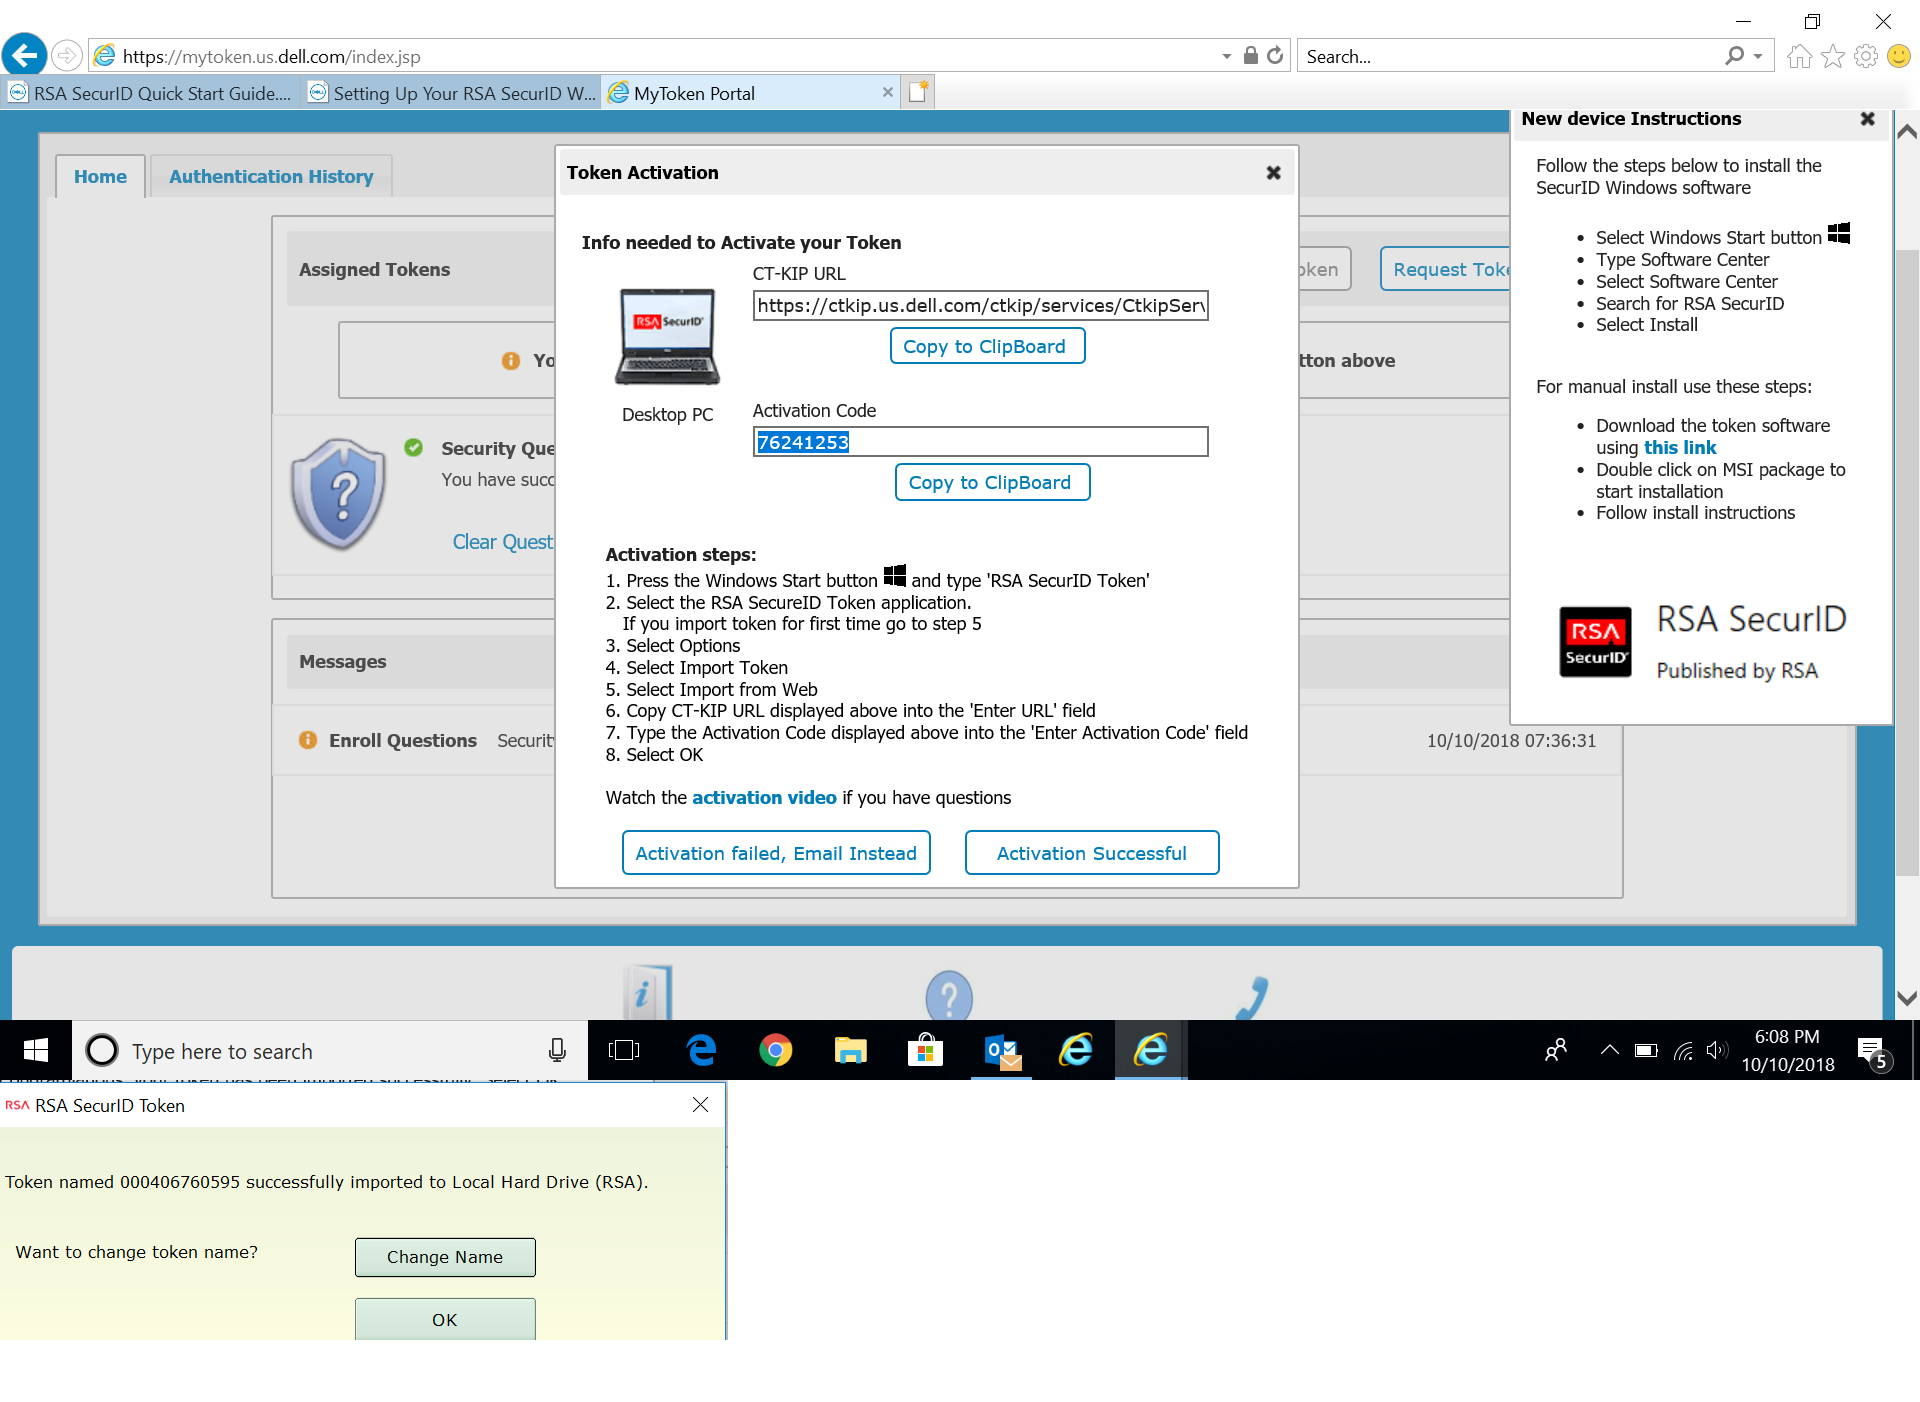 https://mytoken.us.dell.com/index.jsp
Search...
RSA SecurID Quick Start Guide....
Setting Up Your RSA SecurID W...
MyToken Portal
New device Instructions
Follow the steps below to install the
SecurID Windows software
Select Windows Start button
Type Software Center
Select Software Center
Search for RSA SecurID
Select Install
For manual install use these steps:
Download the token software
using this link
Double click on MSI package to
start installation
Follow install instructions
RSA
SecurID
RSA SecurID
Published by RSA
Home
Authentication History
Assigned Tokens
Request Toke
Yo
tton above
Security Que
You have succ
Clear Quest
Messages
Enroll Questions Securit
10/10/2018 07:36:31
Token Activation
Info needed to Activate your Token
RSA SecurID
Desktop PC
CT-KIP URL
https://ctkip.us.dell.com/ctkip/services/CtkipServ
Copy to ClipBoard
Activation Code
76241253
Copy to ClipBoard
Activation steps:
1. Press the Windows Start button and type 'RSA SecurID Token'
2. Select the RSA SecureID Token application.
If you import token for first time go to step 5
3. Select Options
4. Select Import Token
5. Select Import from Web
6. Copy CT-KIP URL displayed above into the 'Enter URL' field
7. Type the Activation Code displayed above into the 'Enter Activation Code' field
8. Select OK
Watch the activation video if you have questions
Activation failed, Email Instead
Activation Successful
Type here to search
6:08 PM
10/10/2018
5
RSA RSA SecurID Token
Token named 000406760595 successfully imported to Local Hard Drive (RSA).
Want to change token name?
Change Name
OK